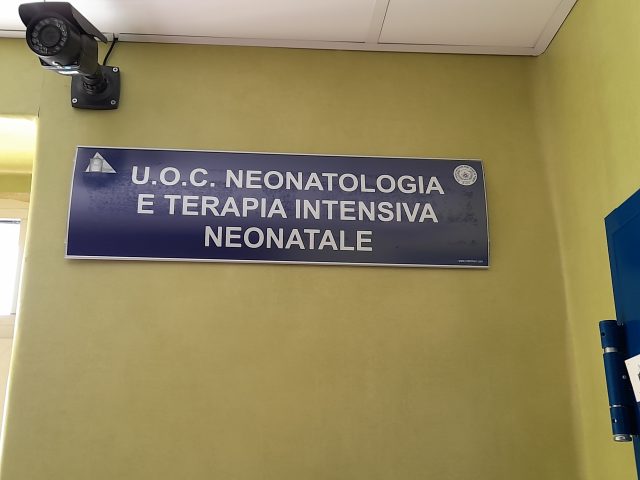 U.O.C. NEONATOLOGIA
E TERAPIA INTENSIVA
NEONATALE